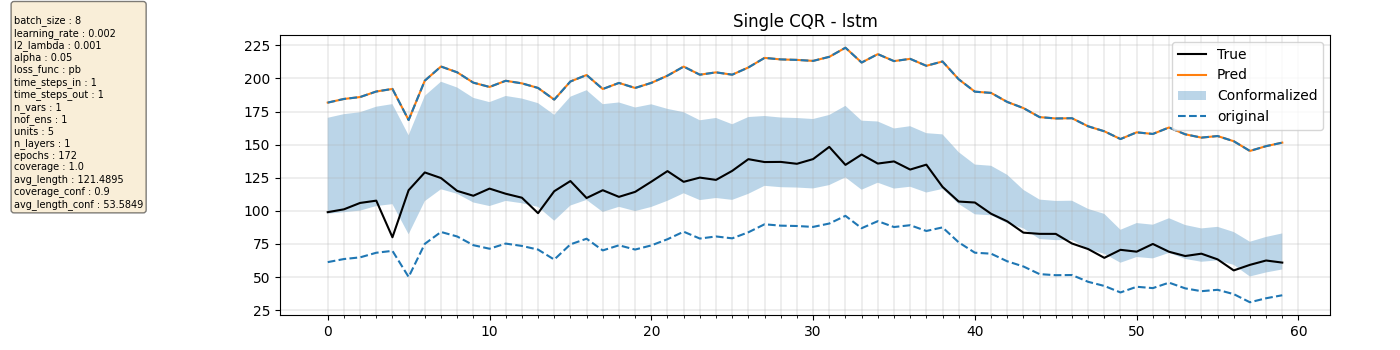 batch_size : 8
learning_rate : 0.002
l2_lambda : 0.001
alpha : 0.05
loss_func : pb
time_steps_in : 1
time_steps_out : 1
n_vars : 1
nof_ens : 1
units : 5
n_layers : 1
epochs : 172
coverage : 1.0
avg_length : 121.4895
coverage_conf : 0.9
avg_length_conf : 53.5849
Single CQR - lstm
225
200
175
150
125
100
75
50
25
0 10 20 30 40 50 60
True
Pred
Conformalized
original